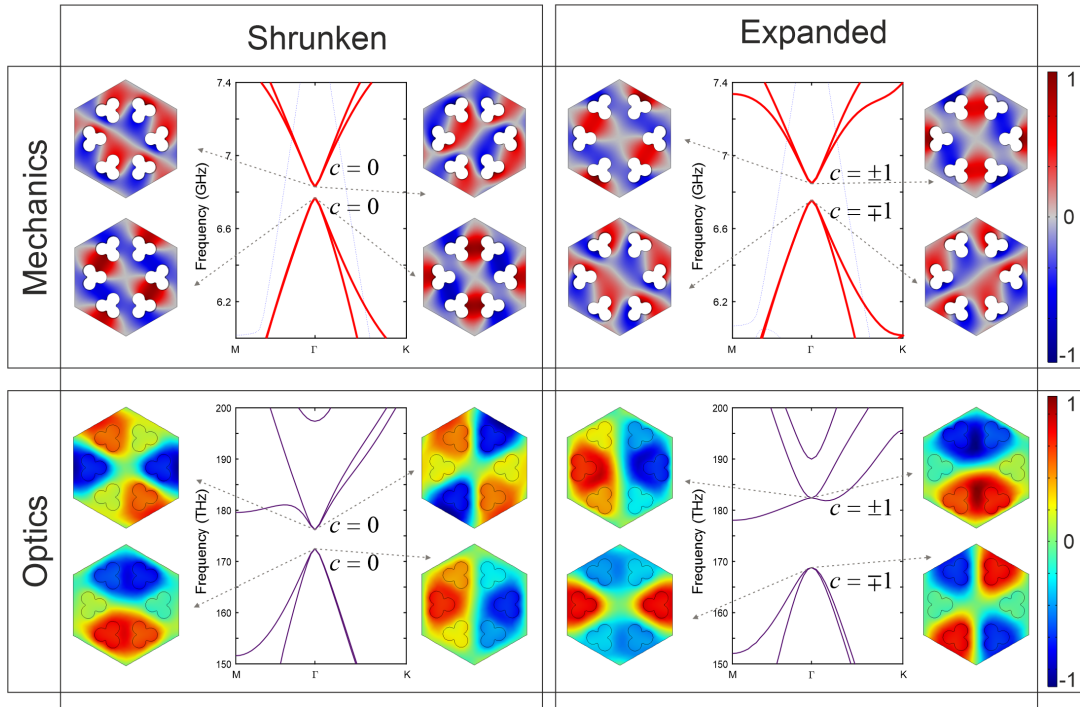 Shrunken
Expanded
Mechanics
Frequency (GHz)
7.4
7
6.6
6.2
M
Γ
K
c = 0
c = 0
Frequency (GHz)
7.4
7
6.6
6.2
M
Γ
K
c = ±1
c = ∓1
1
0
-1
Optics
Frequency (THz)
200
190
180
170
160
150
M
Γ
K
c = 0
c = 0
Frequency (THz)
200
190
180
170
160
150
M
Γ
K
c = ±1
c = ∓1
1
0
-1